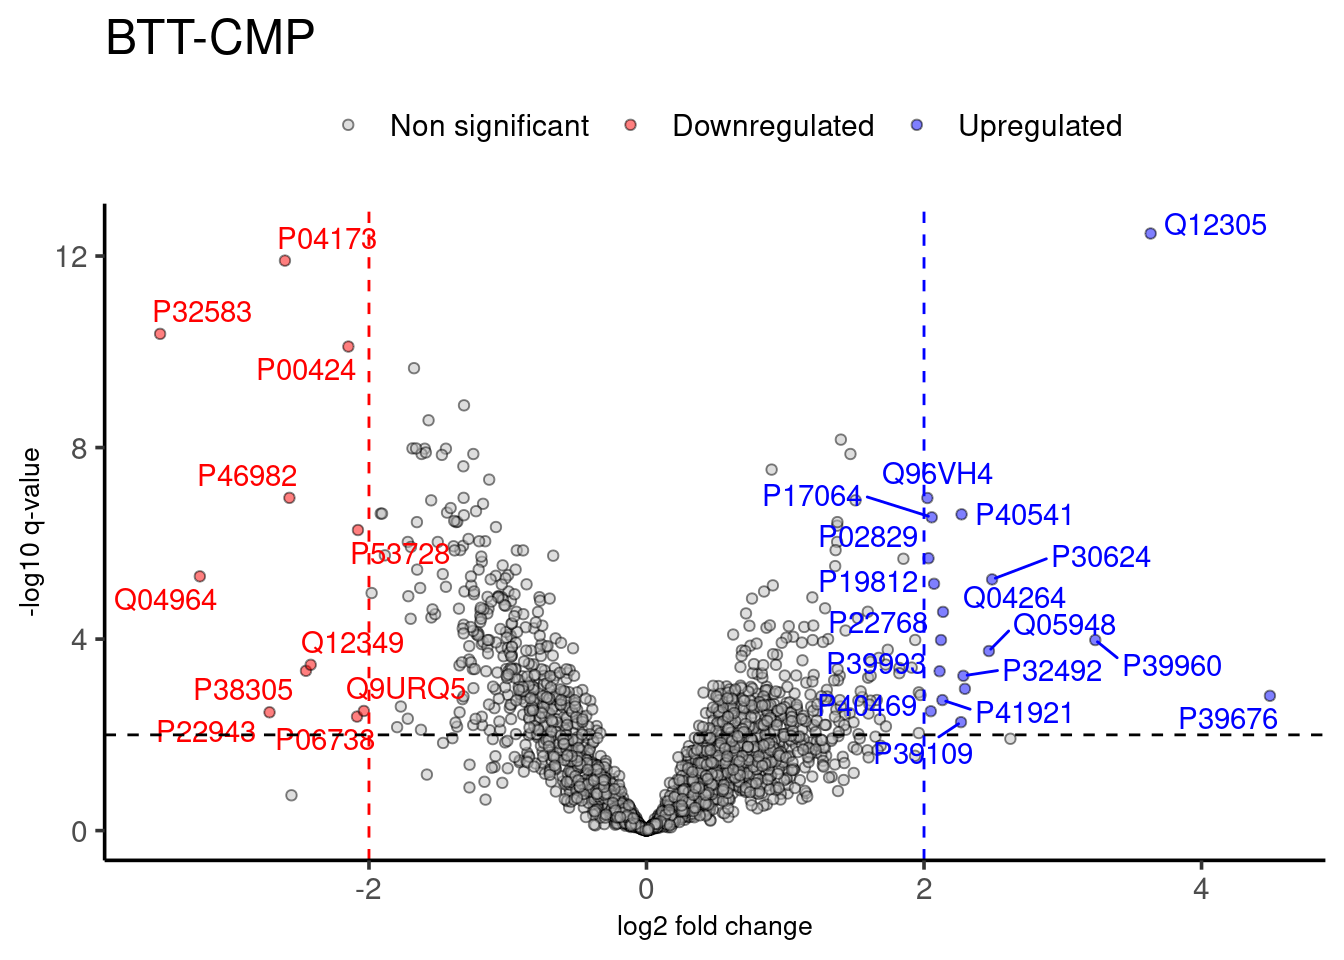 BTT-CMP
Non significant Downregulated Upregulated
-log10 q-value
12
8
4
0
Q12305
P04173
P32583
P00424
P46982
Q96VH4
P17064
P40541
P02829
P53728
P30624
P19812
Q04964
Q04264
P22768
Q05948
Q12349
P39993
P39960
P32492
P38305
Q9URQ5
P40469
P41921
P39676
P22943
P06738
P39109
-2
0
2
4
log2 fold change